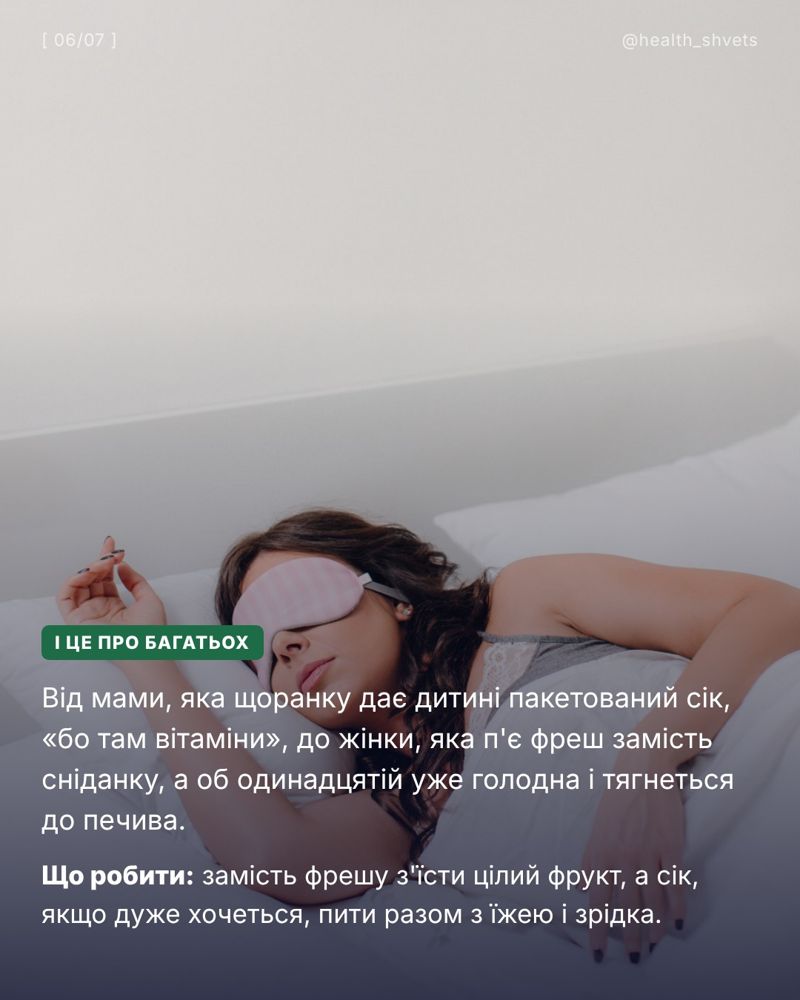 [ 06/07 ]
@health_shvets
І ЦЕ ПРО БАГАТЬОХ
Від мами, яка щоранку дає дитині пакетований сік,
«бо там вітаміни», до жінки, яка п'є фреш замість
сніданку, а об одинадцятій уже голодна і тягнеться
до печива.
Що робити: замість фрешу з'їсти цілий фрукт, а сік,
якщо дуже хочеться, пити разом з їжею і зрідка.